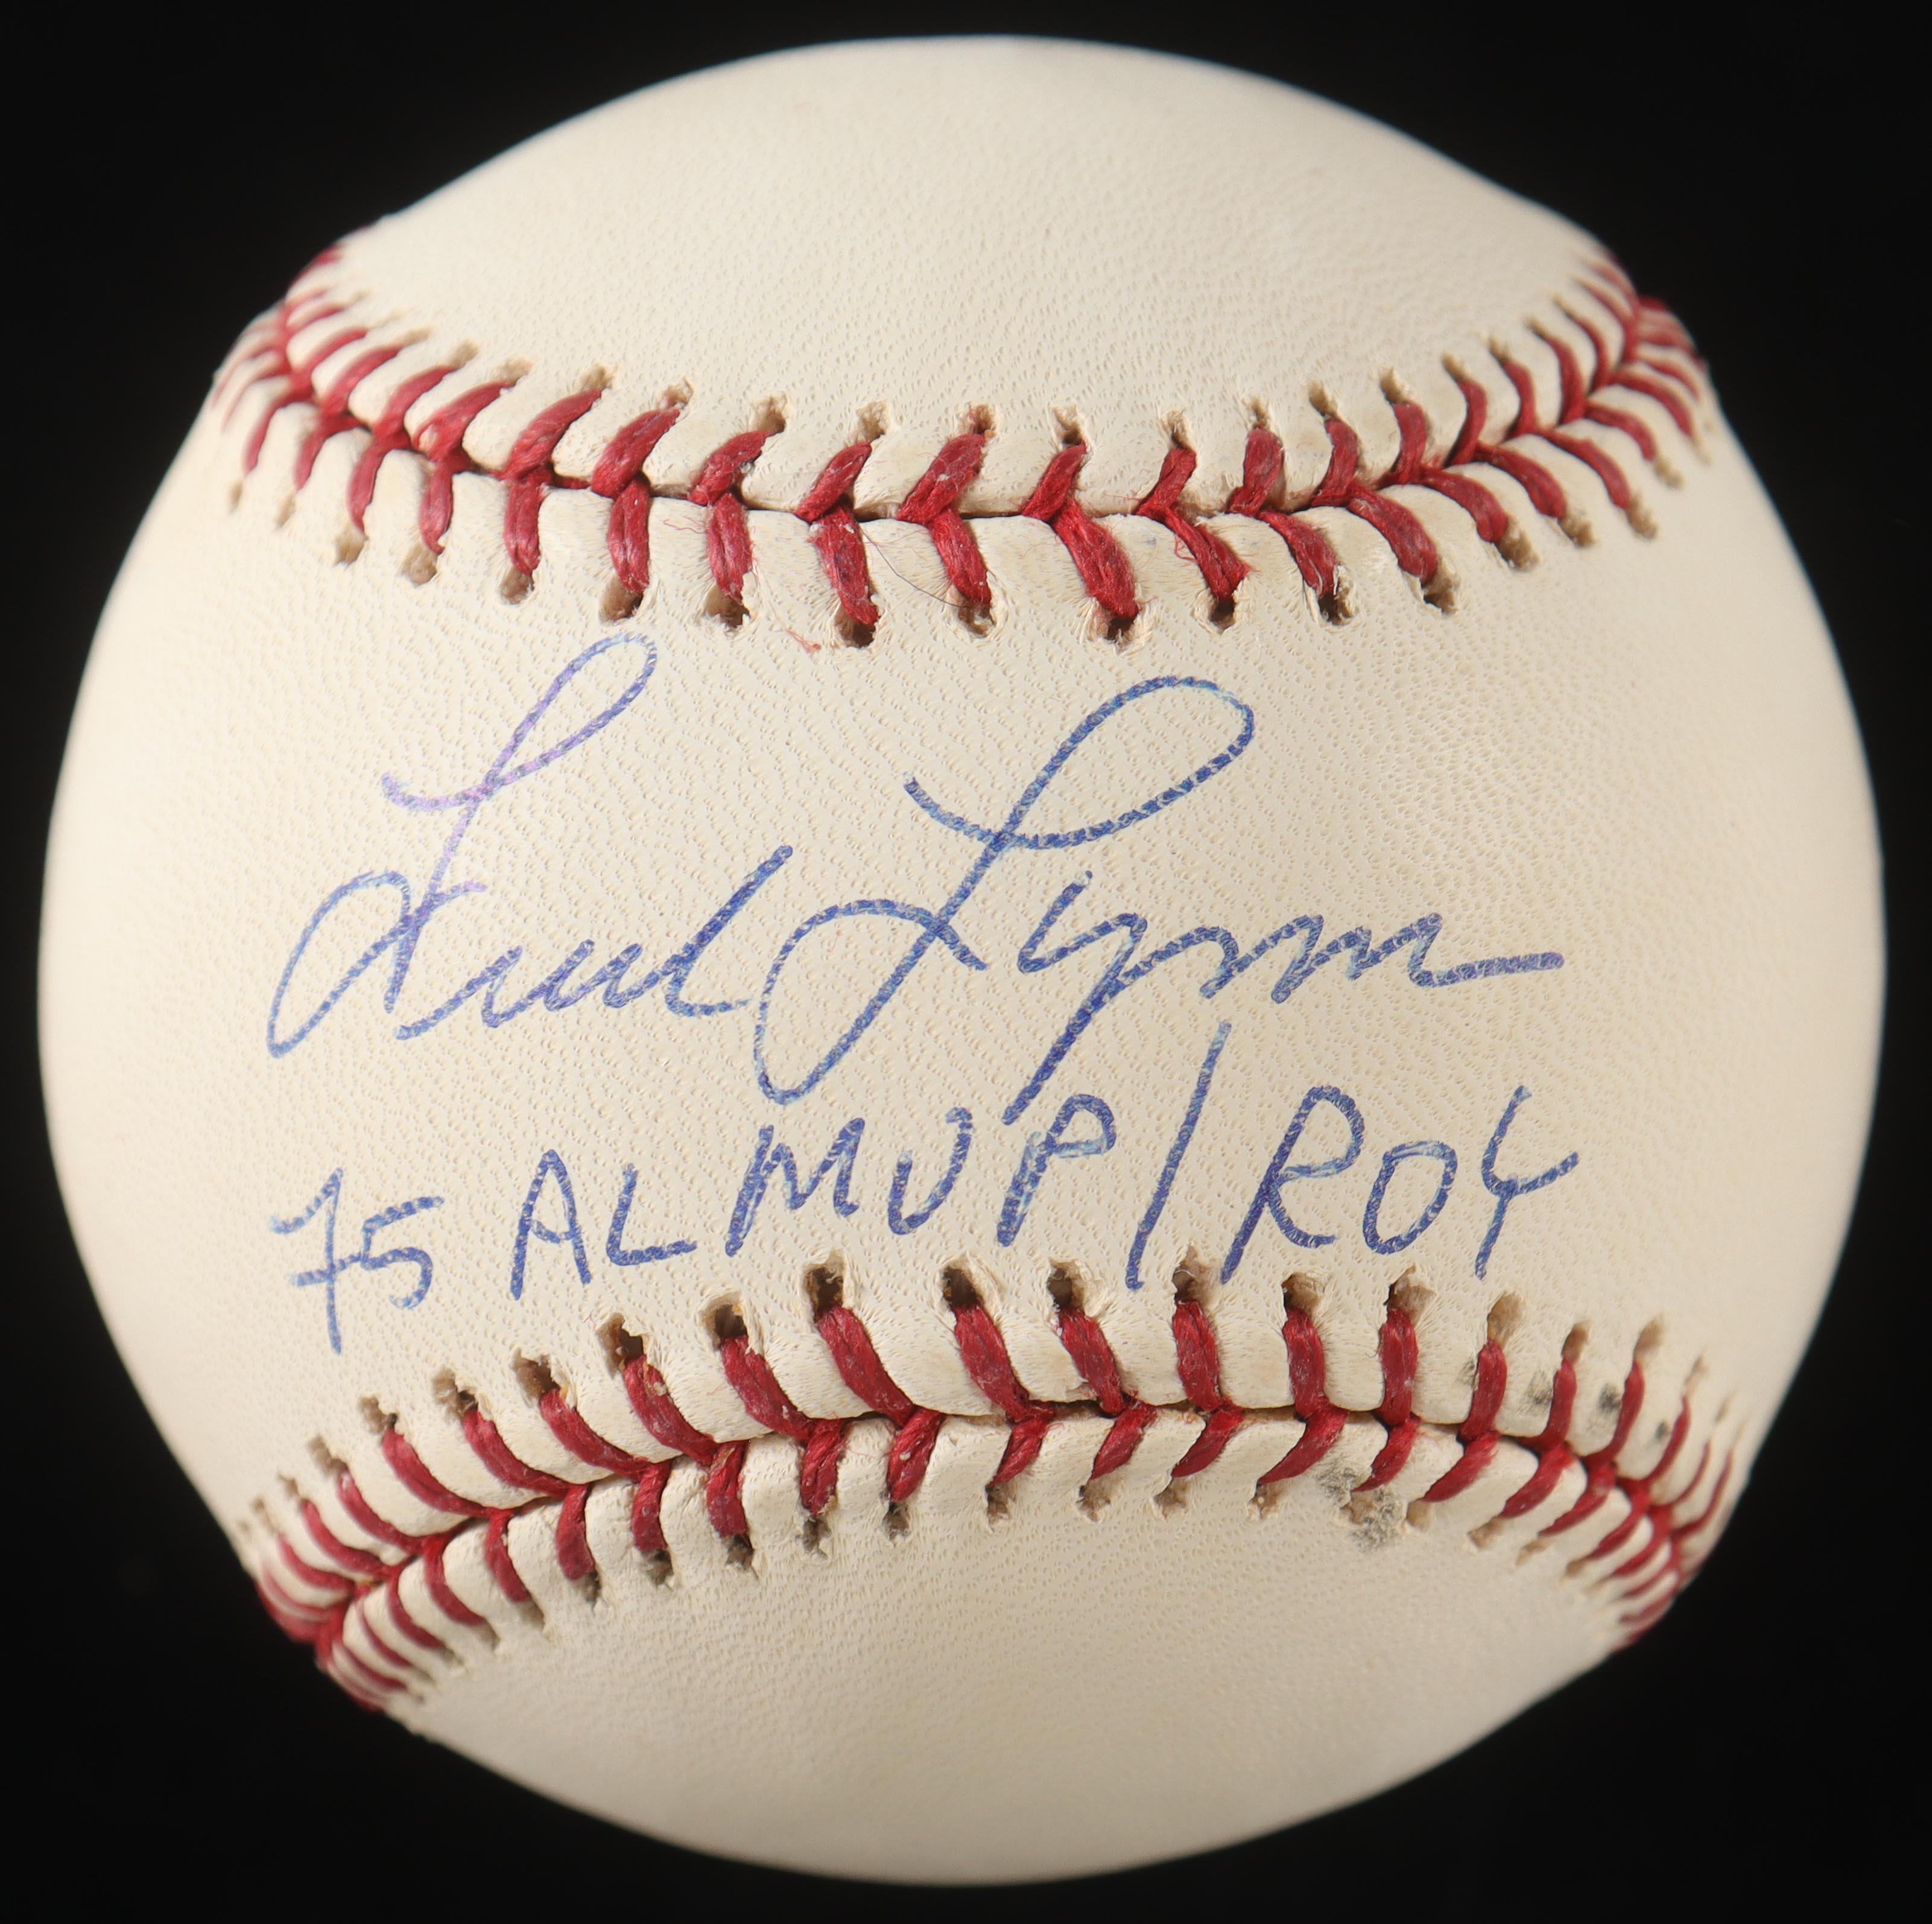 Fred Lynn
75 AL MVP/ROY